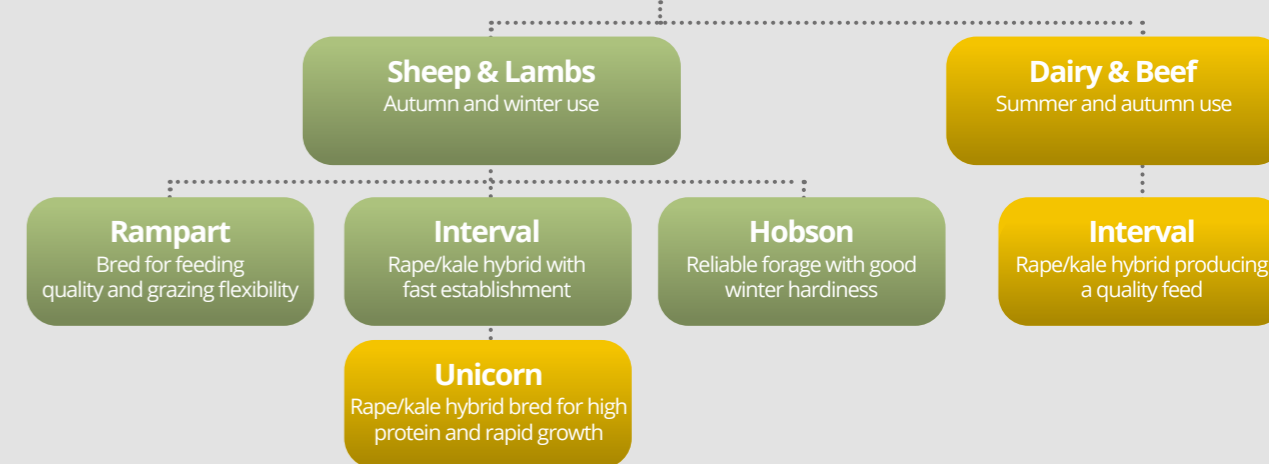 Sheep & Lambs
Autumn and winter use
Dairy & Beef
Summer and autumn use
Rampart
Bred for feeding
quality and grazing flexibility
Interval
Rape/kale hybrid with
fast establishment
Hobson
Reliable forage with good
winter hardiness
Interval
Rape/kale hybrid producing
a quality feed
Unicorn
Rape/kale hybrid bred for high
protein and rapid growth